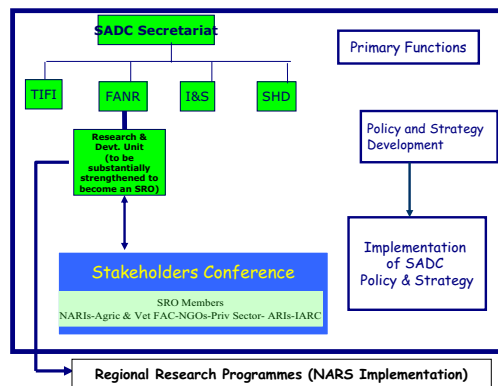 SADC Secretariat
Primary Functions
TIFI
FANR
I&S
SHD
Research &
Devt. Unit
(to be
substantially
strengthened to
become an SRO)
Policy and Strategy
Development
Stakeholders Conference
SRO Members
NARIs-Agric & Vet FAC-NGOs-Priv Sector- ARIs-IARC
Implementation
of SADC
Policy & Strategy
Regional Research Programmes (NARS Implementation)